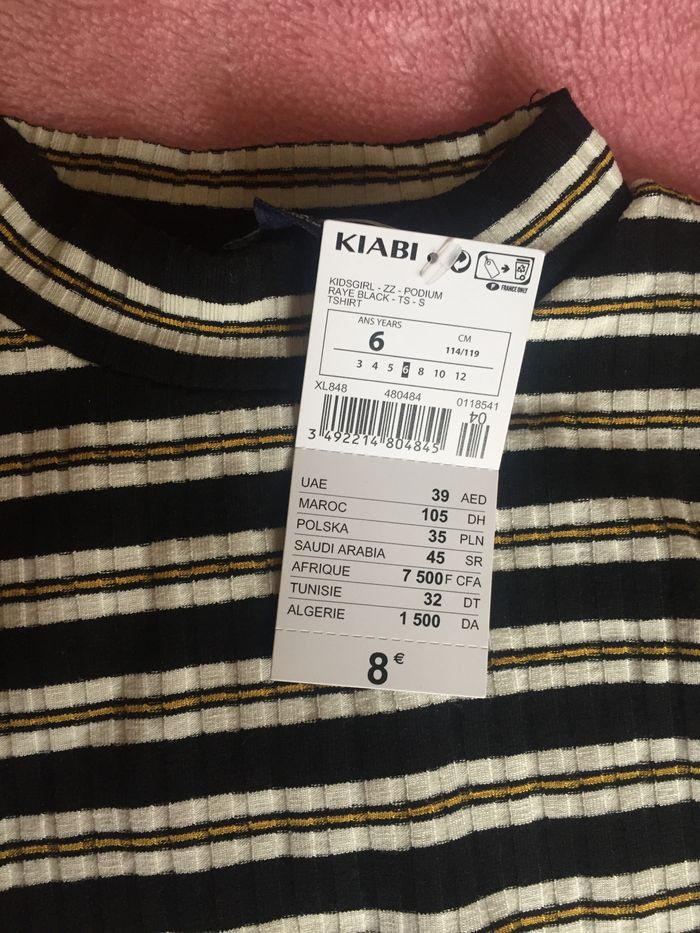 KIABI
FRANCE ONLY
KIDSGIRL - ZZ - PODIUM
RAYE BLACK - TS - S
TSHIRT
ANS YEARS
CM
6
114/119
3 4 5 6 8 10 12
XL848 480484 0118541
04
3 492214 804845
UAE 39 AED
MAROC 105 DH
POLSKA 35 PLN
SAUDI ARABIA 45 SR
AFRIQUE 7 500 F CFA
TUNISIE 32 DT
ALGERIE 1 500 DA
8 €